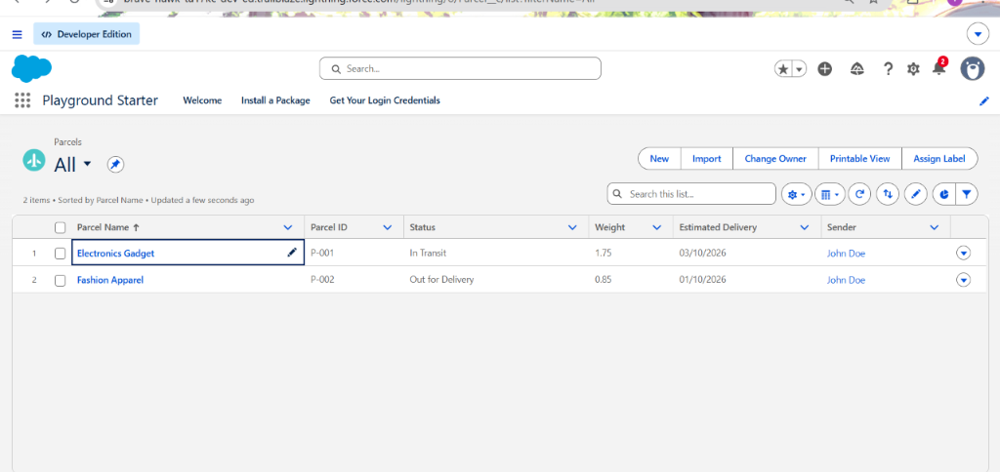 Developer Edition
Search...
2
Playground Starter
Welcome
Install a Package
Get Your Login Credentials
Parcels
All
New
Import
Change Owner
Printable View
Assign Label
2 items • Sorted by Parcel Name • Updated a few seconds ago
Search this list...
Parcel Name ↑
Parcel ID
Status
Weight
Estimated Delivery
Sender
1 Electronics Gadget P-001 In Transit 1.75 03/10/2026 John Doe
2 Fashion Apparel P-002 Out for Delivery 0.85 01/10/2026 John Doe